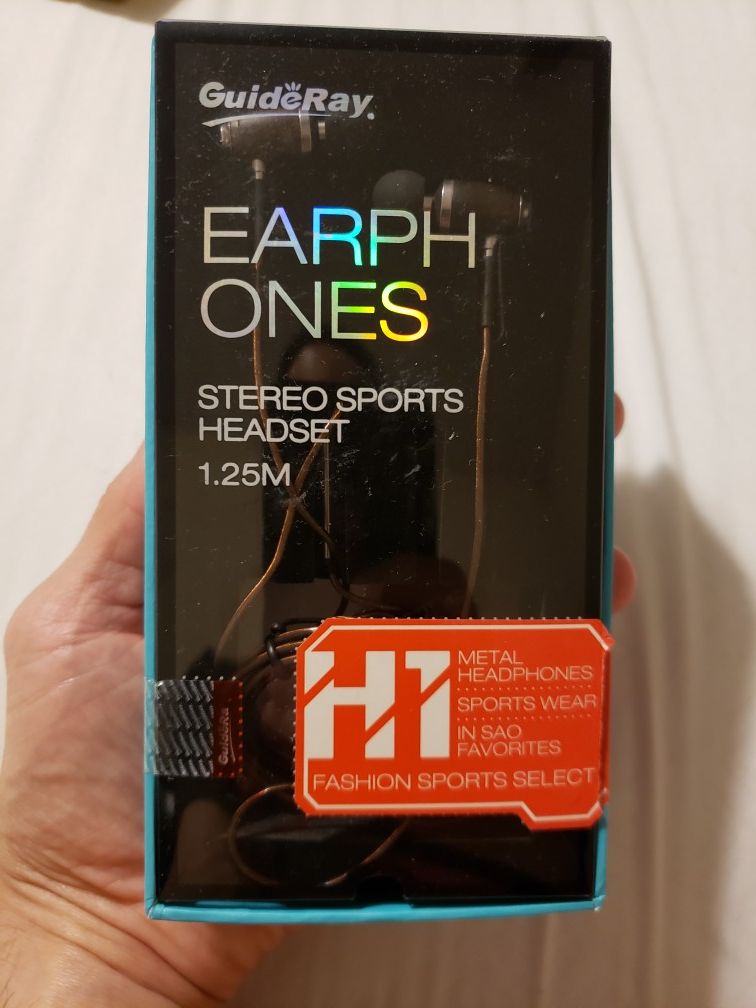 GuideRay
EARPH
ONES
STEREO SPORTS
HEADSET
1.25M
H1
METAL
HEADPHONES
SPORTS WEAR
IN SAO
FAVORITES
FASHION SPORTS SELECT
GuideRa